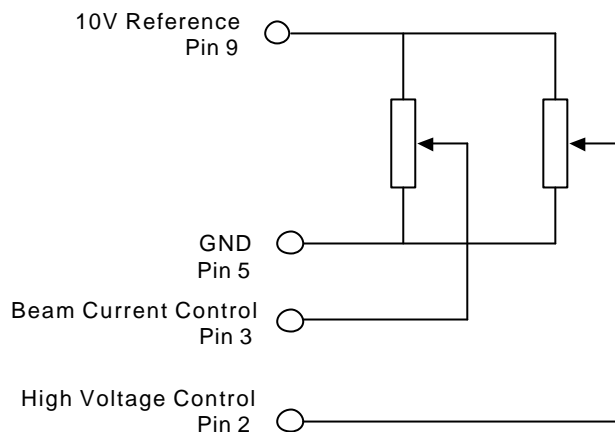 10V Reference
Pin 9
GND
Pin 5
Beam Current Control
Pin 3
High Voltage Control
Pin 2